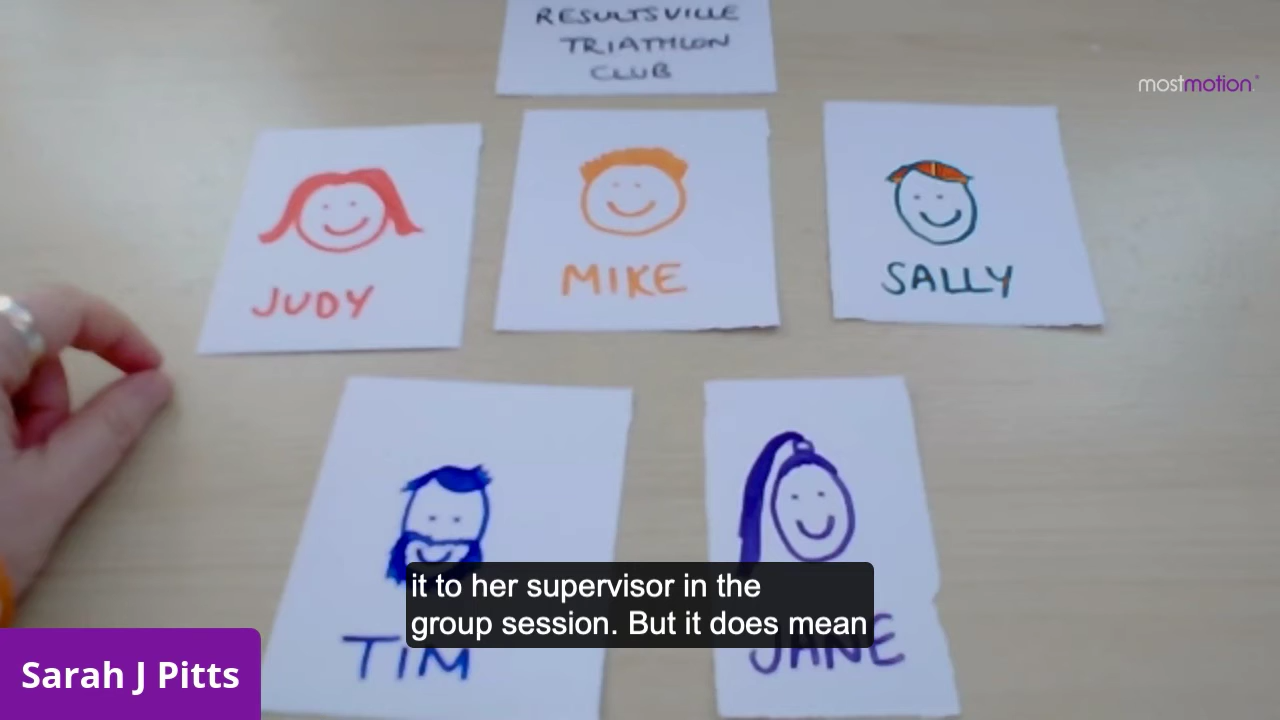 RESULTSVILLE
TRIATHLON
CLUB
mostmotion
JUDY
MIKE
SALLY
it to her supervisor in the
group session. But it does mean
TIM
JANE
Sarah J Pitts